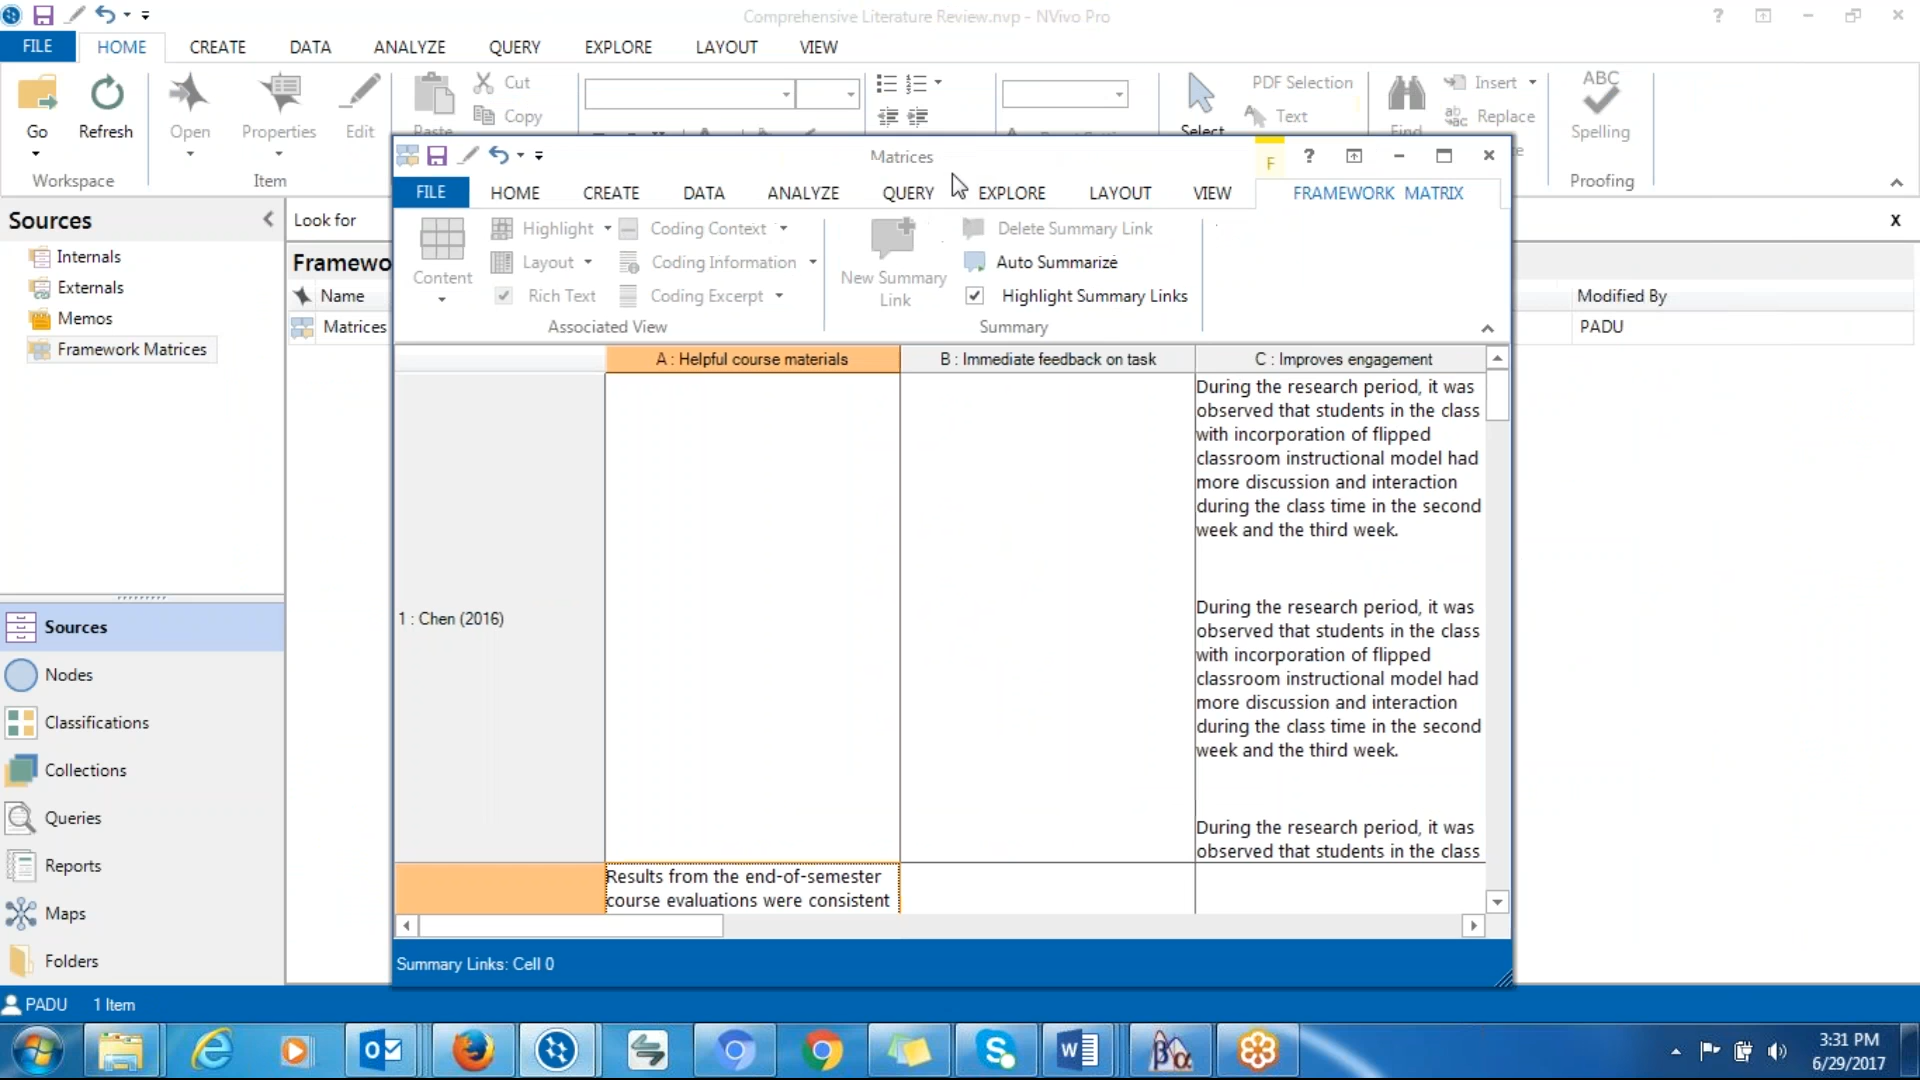 Comprehensive Literature Review.nvp - NVivo Pro
FILE HOME CREATE DATA ANALYZE QUERY EXPLORE LAYOUT VIEW
Go Refresh Open Properties Edit Paste Cut Copy
Select PDF Selection Text Find Insert Replace ABC Spelling
Workspace Item Proofing
Matrices
FILE HOME CREATE DATA ANALYZE QUERY EXPLORE LAYOUT VIEW FRAMEWORK MATRIX
Content Highlight Coding Context
Layout Coding Information
Rich Text Coding Excerpt
Associated View
New Summary Link
Delete Summary Link
Auto Summarize
Highlight Summary Links
Summary
Sources
Internals
Externals
Memos
Framework Matrices
Look for
Framewo
Name
Matrices
Modified By
PADU
A : Helpful course materials
B : Immediate feedback on task
C : Improves engagement
1 : Chen (2016)
During the research period, it was
observed that students in the class
with incorporation of flipped
classroom instructional model had
more discussion and interaction
during the class time in the second
week and the third week.
During the research period, it was
observed that students in the class
with incorporation of flipped
classroom instructional model had
more discussion and interaction
during the class time in the second
week and the third week.
During the research period, it was
observed that students in the class
Results from the end-of-semester
course evaluations were consistent
Summary Links: Cell 0
Sources
Nodes
Classifications
Collections
Queries
Reports
Maps
Folders
PADU 1 Item
3:31 PM
6/29/2017